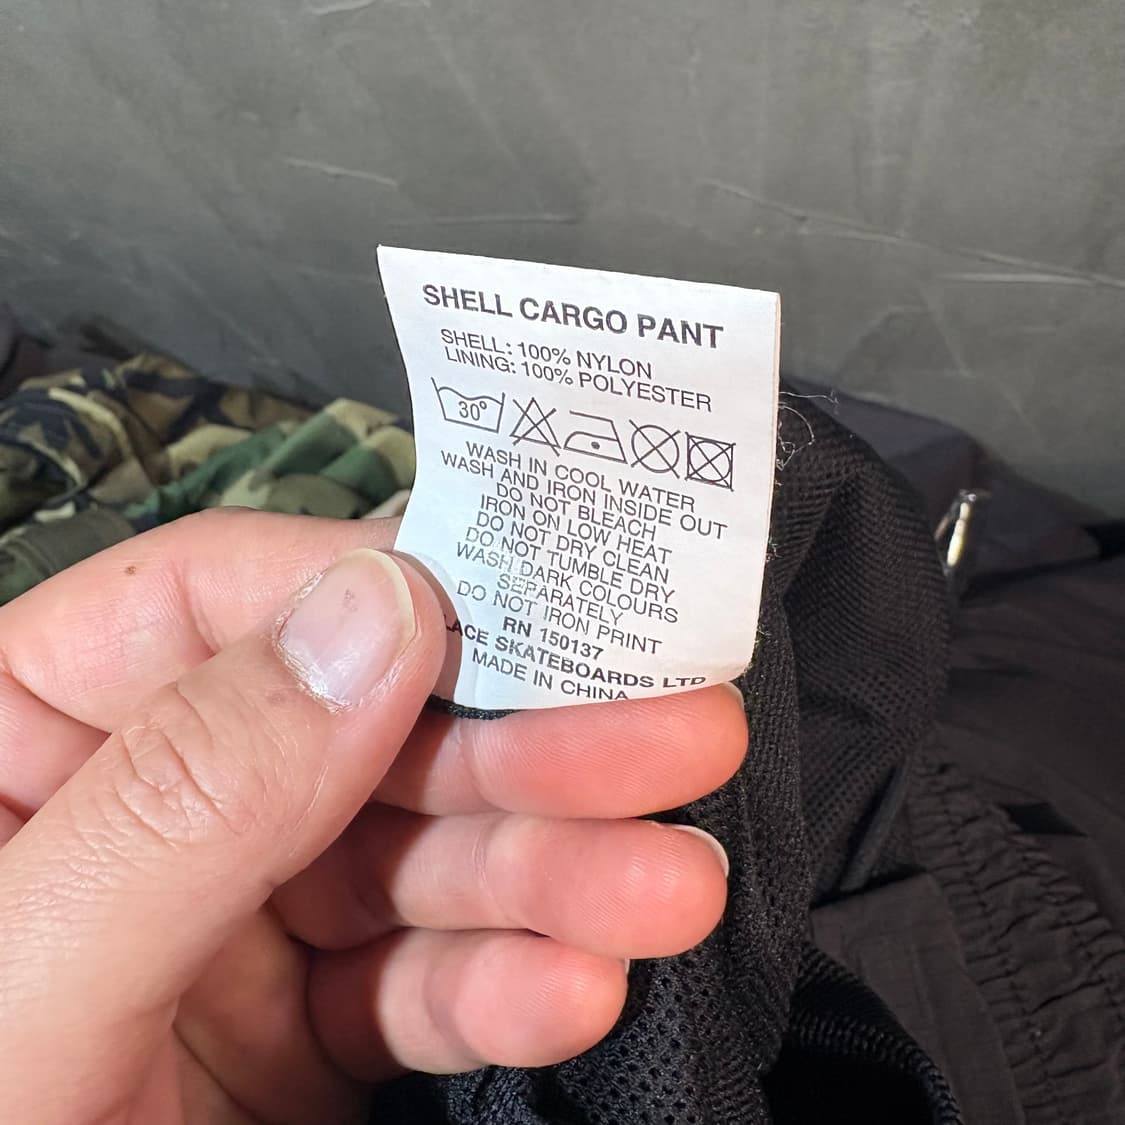 SHELL CARGO PANT
SHELL: 100% NYLON
LINING: 100% POLYESTER
30°
WASH IN COOL WATER
WASH AND IRON INSIDE OUT
DO NOT BLEACH
IRON ON LOW HEAT
DO NOT DRY CLEAN
DO NOT TUMBLE DRY
WASH DARK COLOURS
SEPARATELY
DO NOT IRON PRINT
RN 150137
SKATEBOARDS LTD
MADE IN CHINA